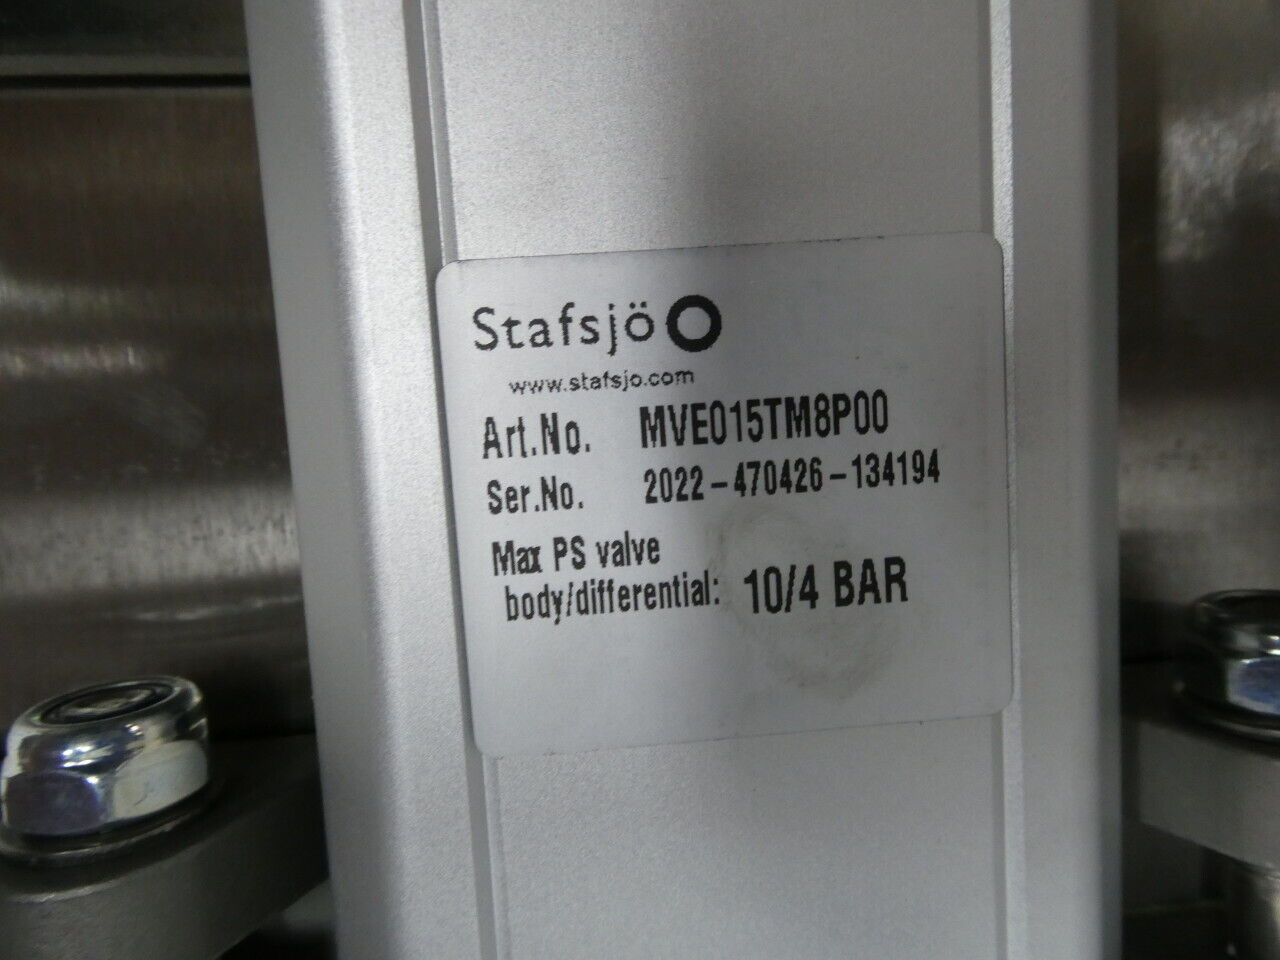 Stafsjö
www.stafsjo.com
Art.No. MVE015TM8P00
Ser.No. 2022-470426-134194
Max PS valve
body/differential: 10/4 BAR